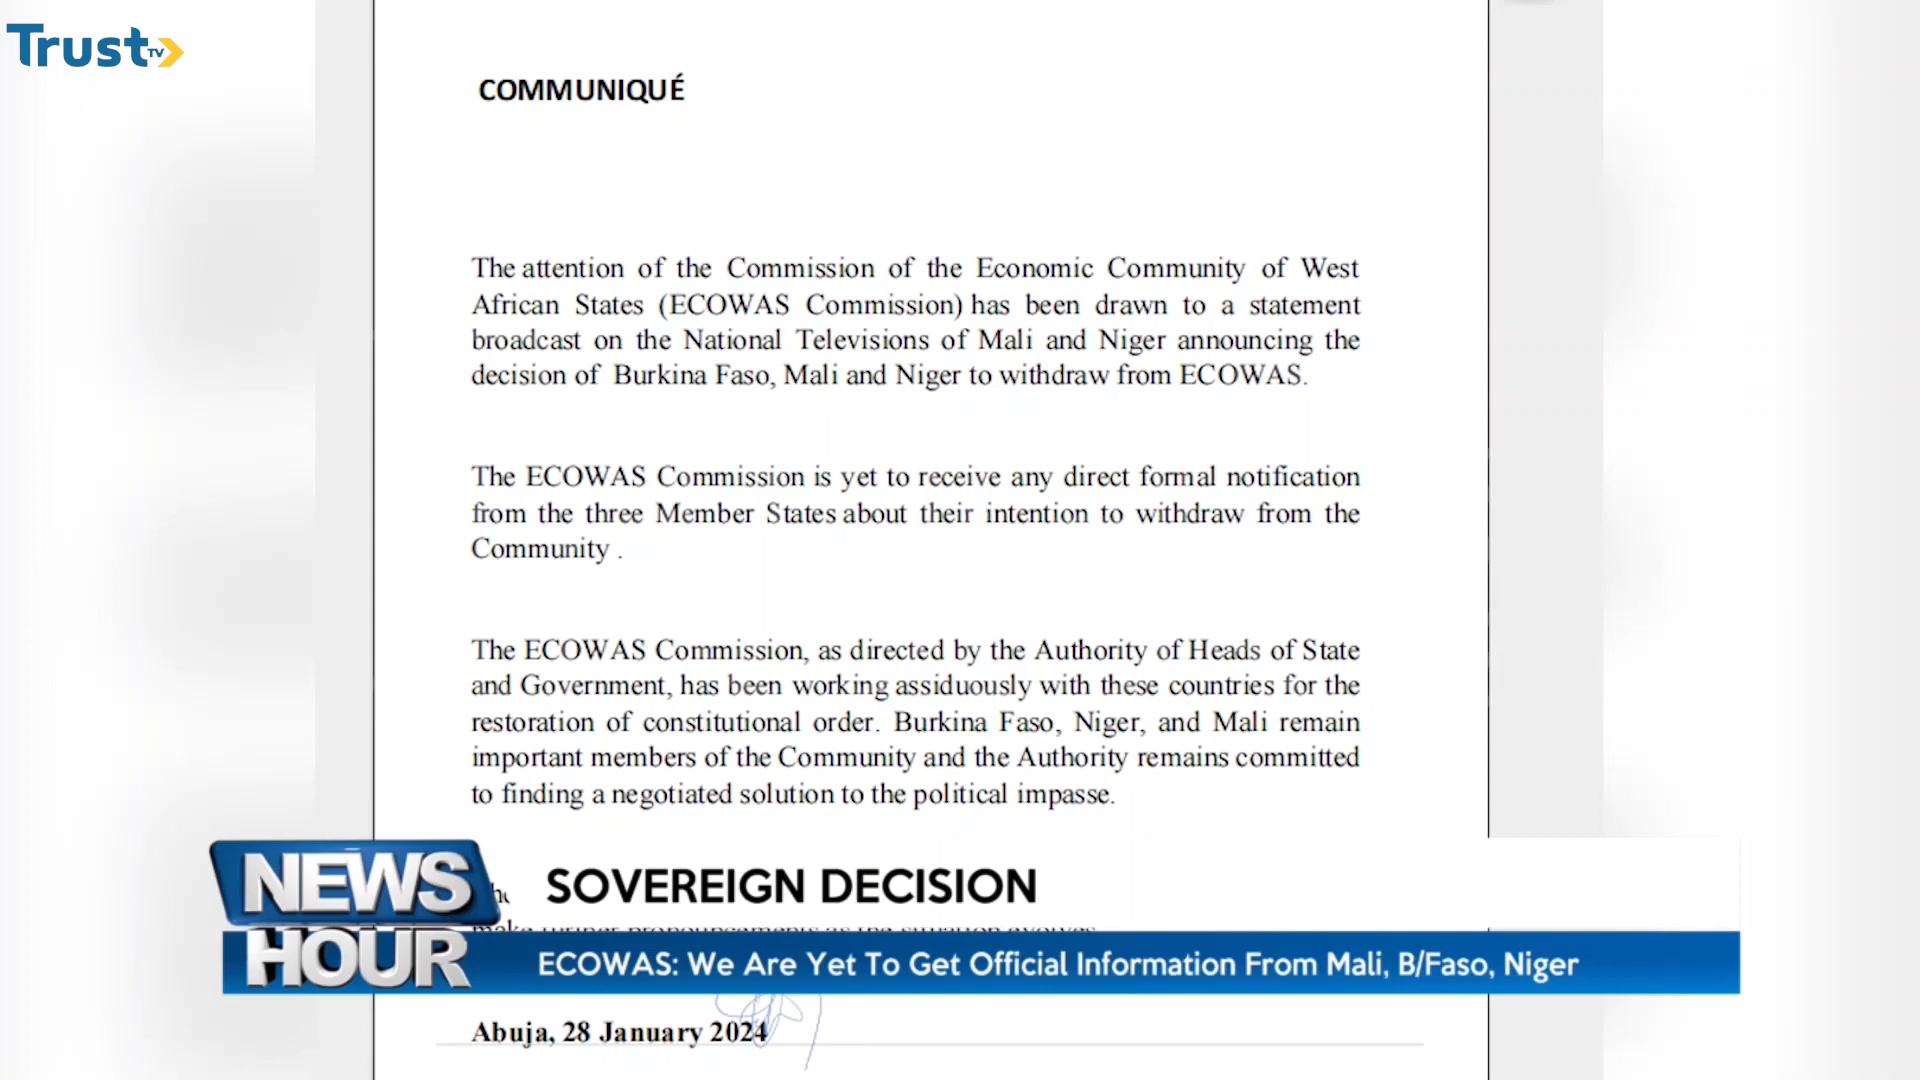 Trust TV
COMMUNIQUÉ
The attention of the Commission of the Economic Community of West
African States (ECOWAS Commission) has been drawn to a statement
broadcast on the National Televisions of Mali and Niger announcing the
decision of Burkina Faso, Mali and Niger to withdraw from ECOWAS.
The ECOWAS Commission is yet to receive any direct formal notification
from the three Member States about their intention to withdraw from the
Community .
The ECOWAS Commission, as directed by the Authority of Heads of State
and Government, has been working assiduously with these countries for the
restoration of constitutional order. Burkina Faso, Niger, and Mali remain
important members of the Community and the Authority remains committed
to finding a negotiated solution to the political impasse.
make further pronouncements as the situation evolves
NEWS
HOUR
SOVEREIGN DECISION
ECOWAS: We Are Yet To Get Official Information From Mali, B/Faso, Niger
Abuja, 28 January 2024